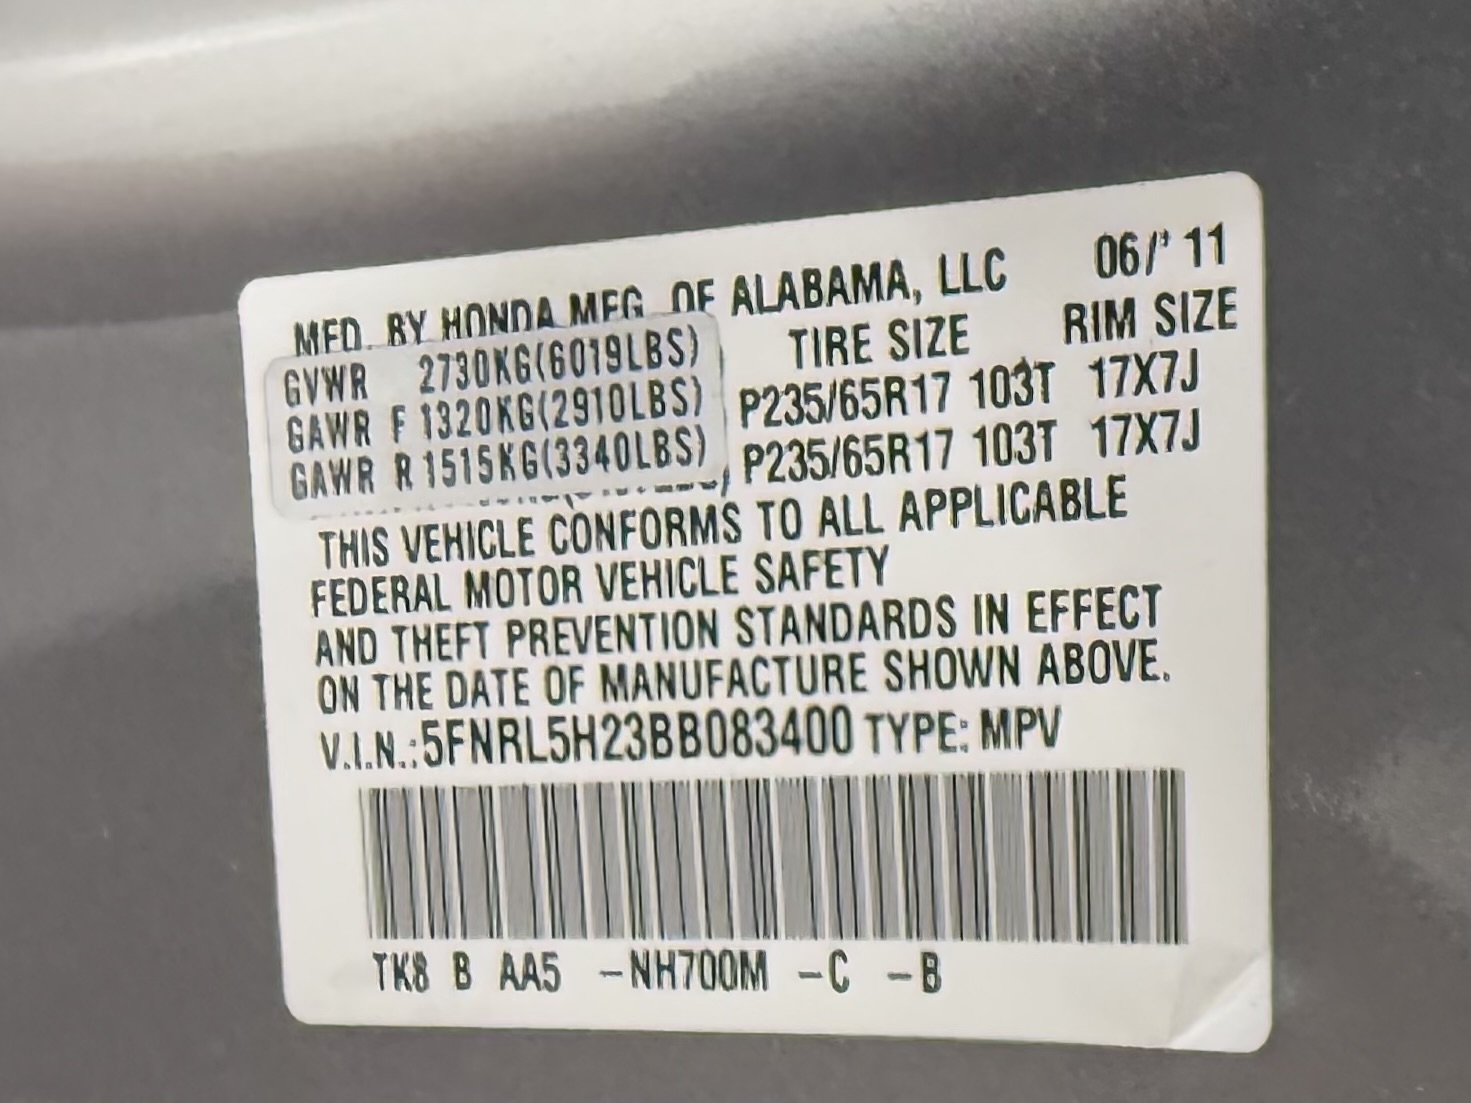 MFD. BY HONDA MFG. OF ALABAMA, LLC 06/ 11
TIRE SIZE RIM SIZE
GVWR 2730KG(6019LBS)
GAWR F 1320KG(2910LBS) P235/65R17 103T 17X7J
GAWR R 1515KG(3340LBS) P235/65R17 103T 17X7J
THIS VEHICLE CONFORMS TO ALL APPLICABLE
FEDERAL MOTOR VEHICLE SAFETY
AND THEFT PREVENTION STANDARDS IN EFFECT
ON THE DATE OF MANUFACTURE SHOWN ABOVE.
V.I.N.:5FNRL5H23BB083400 TYPE: MPV
TK8 B AA5 -NH700M -C -B